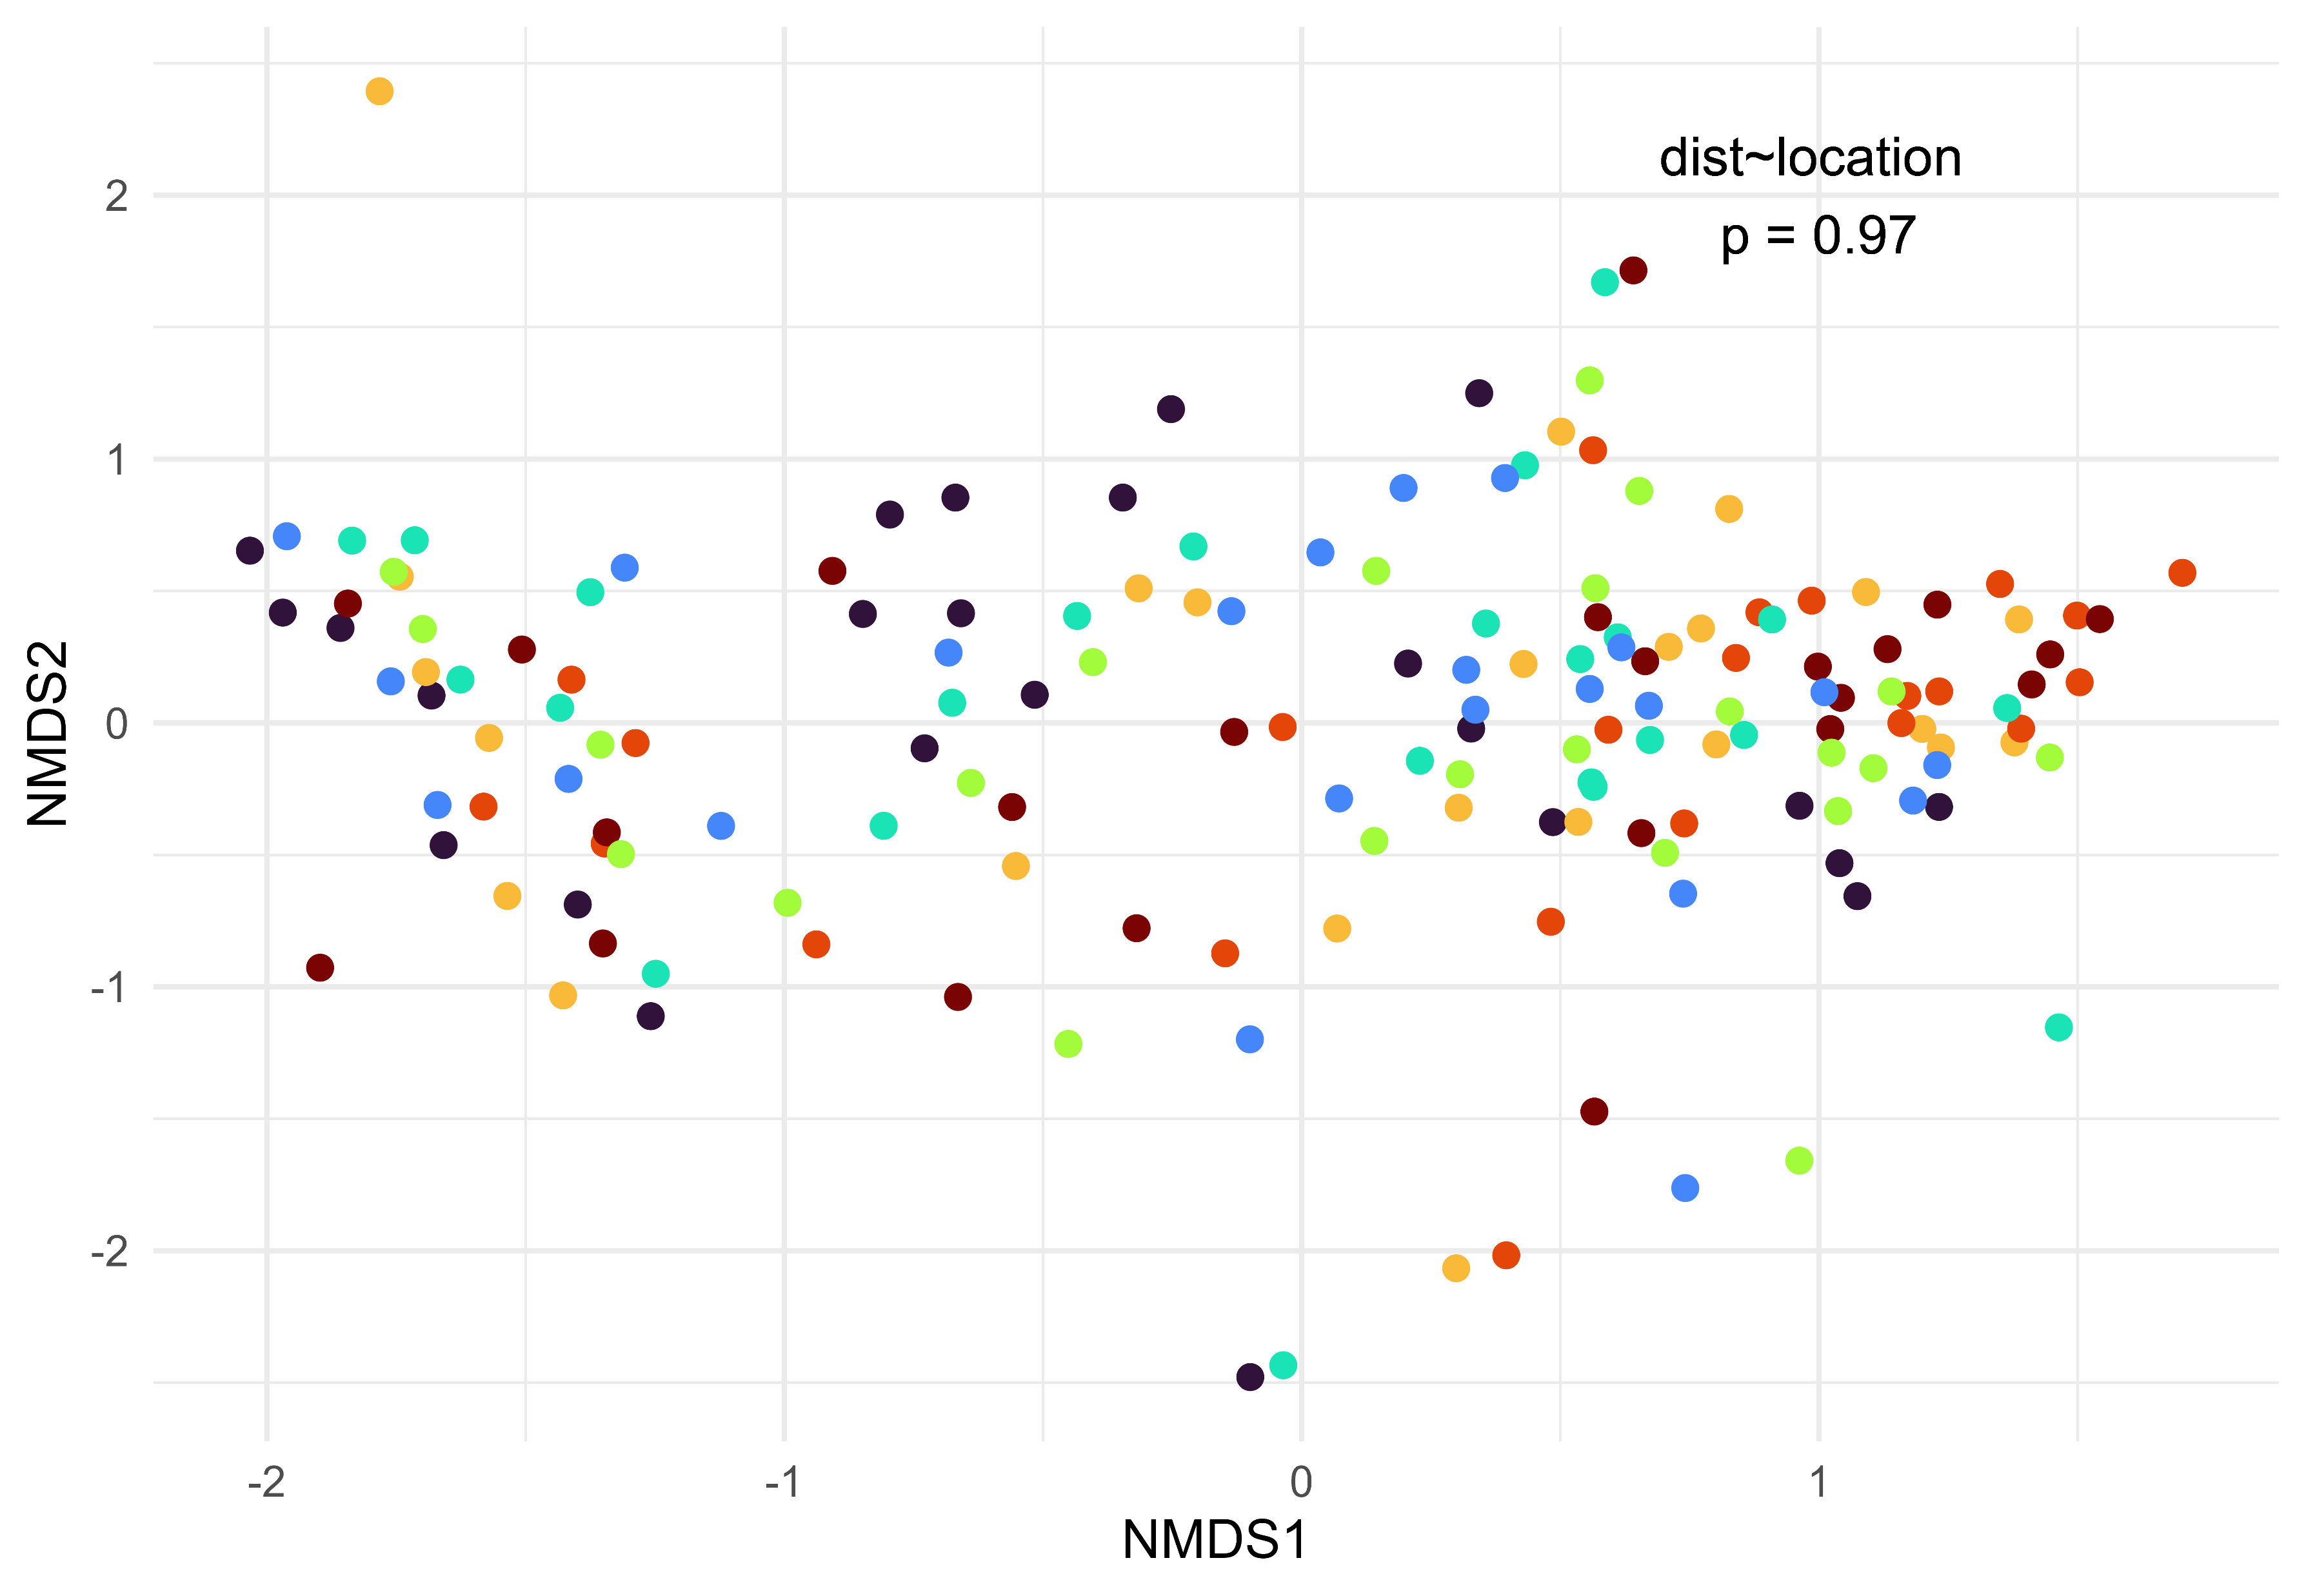 dist~location
p = 0.97
2
1
0
-1
-2
NMDS2
-2
-1
0
1
NMDS1